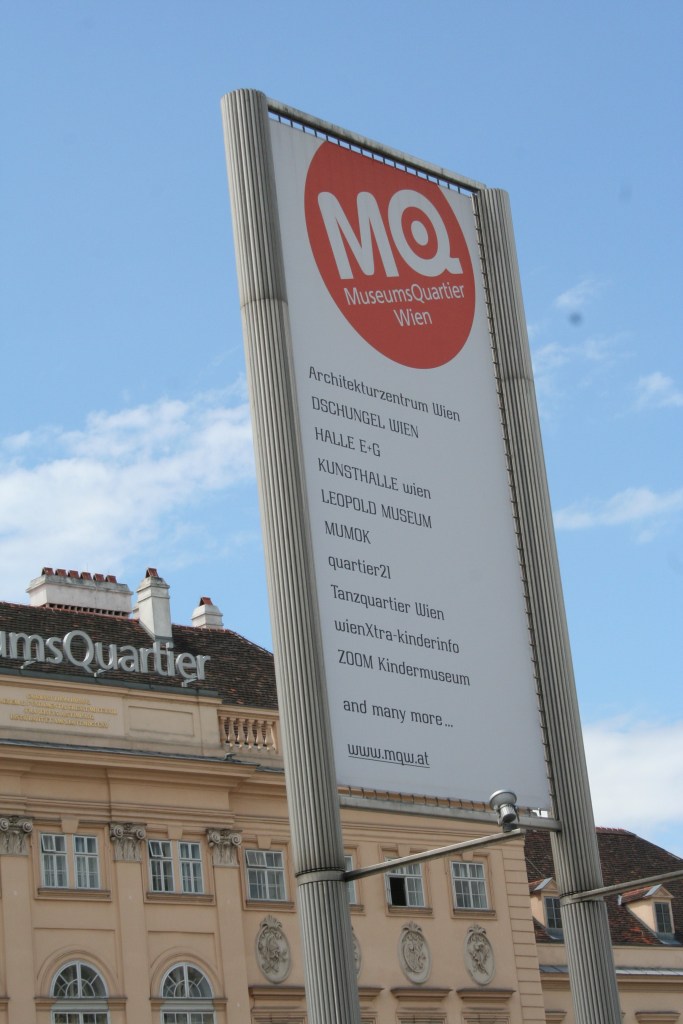 MQ
MuseumsQuartier
Wien
Architekturzentrum Wien
DSCHUNGEL WIEN
HALLE E+G
KUNSTHALLE wien
LEOPOLD MUSEUM
MUMOK
quartier21
Tanzquartier Wien
wienXtra-kinderinfo
ZOOM Kindermuseum
and many more...
www.mqw.at
umsQuartier